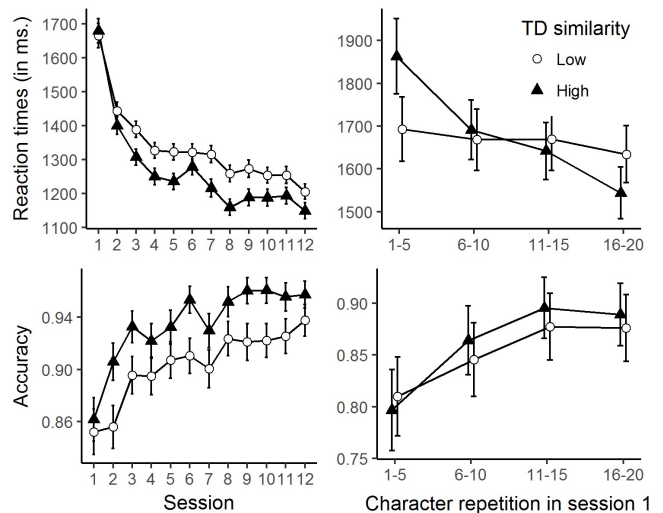 Reaction times (in ms.)
1700
1600
1500
1400
1300
1200
1100
1 2 3 4 5 6 7 8 9 10 11 12
TD similarity
Low
High
1900
1800
1700
1600
1500
1-5 6-10 11-15 16-20
Accuracy
0.94
0.90
0.86
1 2 3 4 5 6 7 8 9 10 11 12
Session
0.90
0.85
0.80
0.75
1-5 6-10 11-15 16-20
Character repetition in session 1